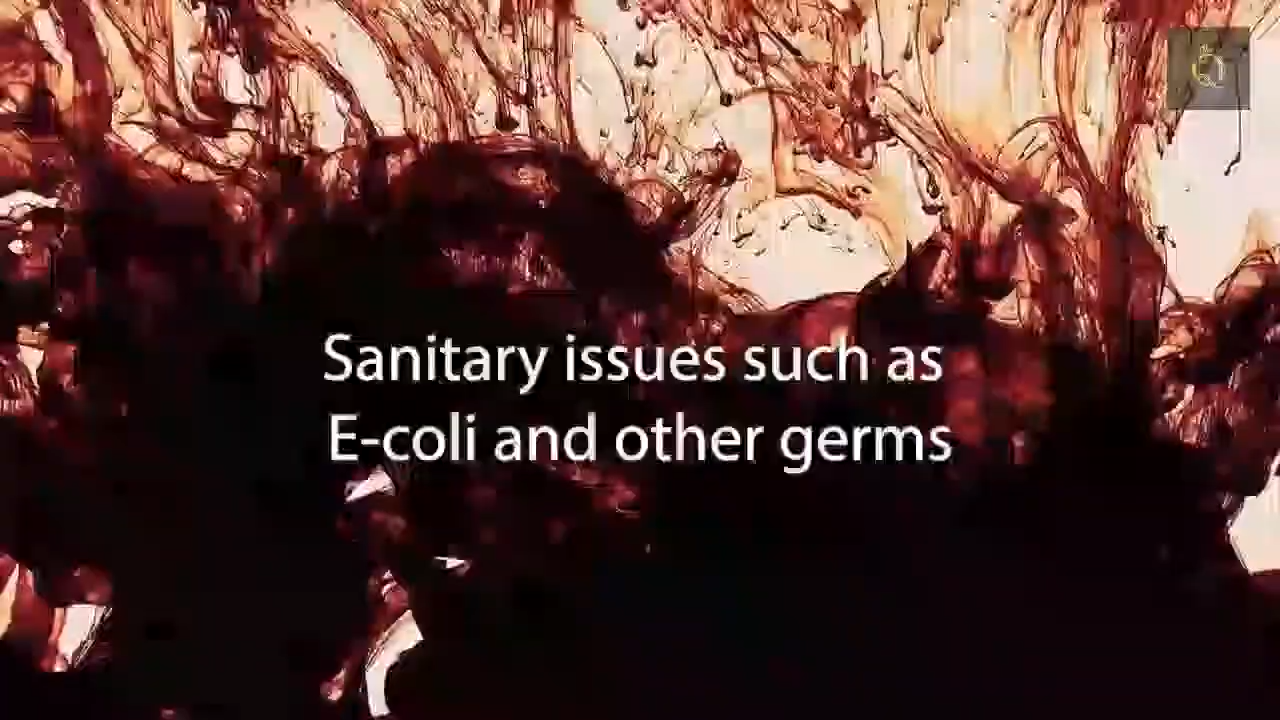 Sanitary issues such as
E-coli and other germs